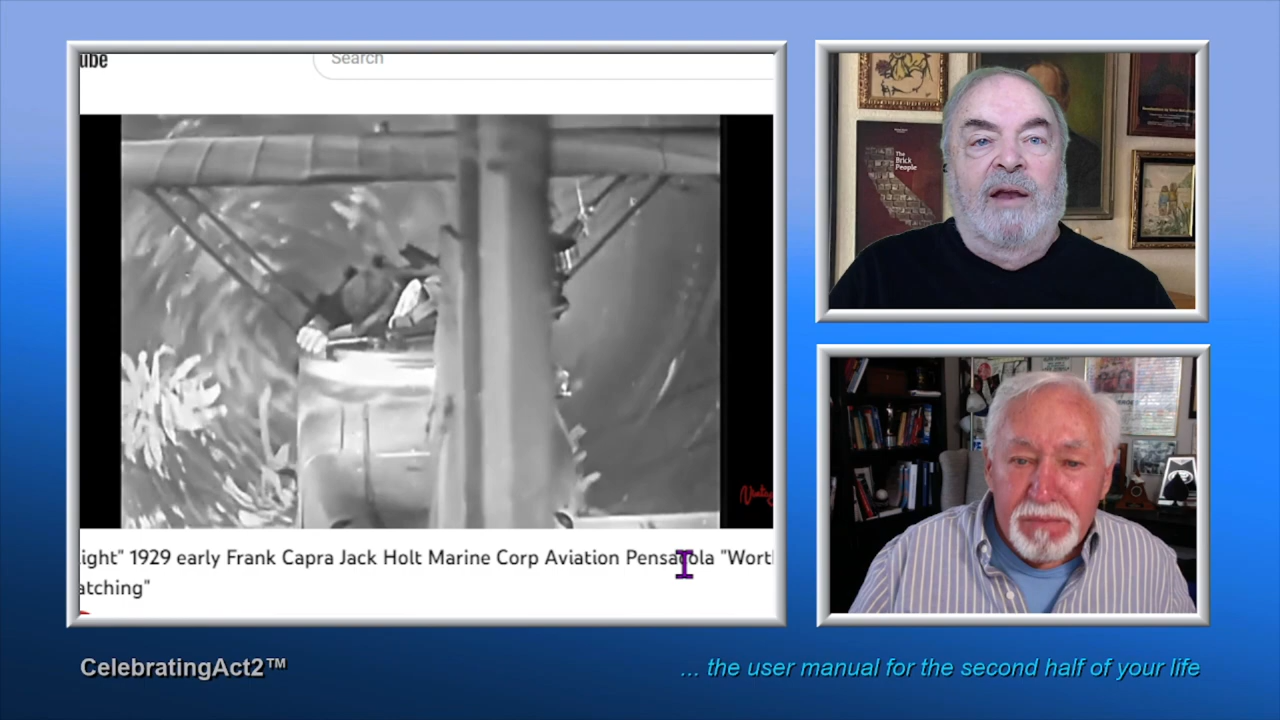 ube
Search
ight" 1929 early Frank Capra Jack Holt Marine Corp Aviation Pensacola "Wort
atching"
The
Brick
People
CelebratingAct2™
... the user manual for the second half of your life